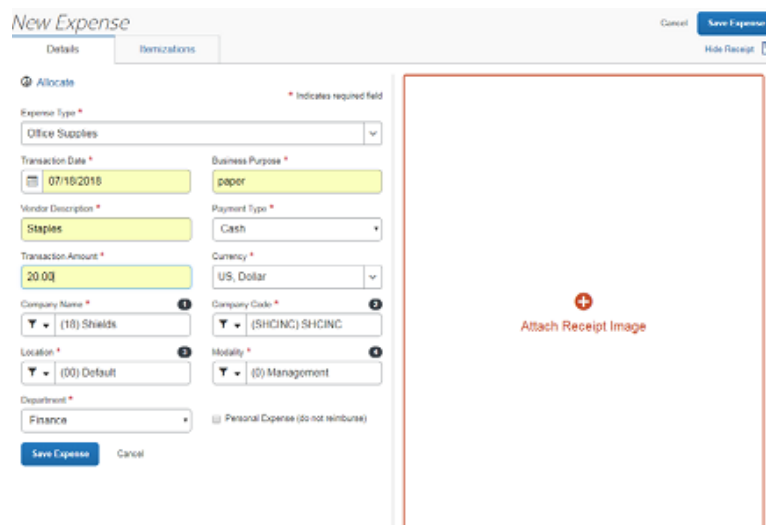 New Expense
Cancel
Save Expense
Details
Itemizations
Hide Receipt
Allocate
* Indicates required field
Expense Type *
Office Supplies
Transaction Date *
Business Purpose *
07/18/2018
paper
Vendor Description *
Payment Type *
Staples
Cash
Transaction Amount *
Currency *
20.00
US, Dollar
Company Name *
1
Company Code *
2
(18) Shields
(SHCINC) SHCINC
Location *
3
Modality *
4
(00) Default
(0) Management
Department *
Finance
Personal Expense (do not reimburse)
Save Expense
Cancel
Attach Receipt Image